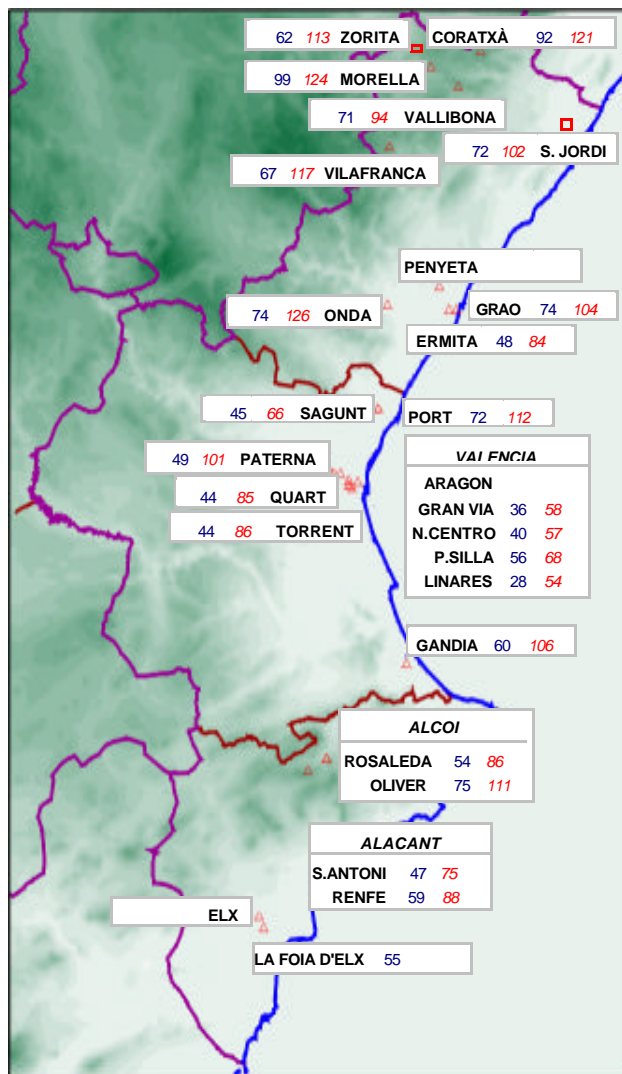 62 113 ZORITA
CORATXÀ 92 121
99 124 MORELLA
71 94 VALLIBONA
72 102 S. JORDI
67 117 VILAFRANCA
PENYETA
74 126 ONDA
GRAO 74 104
ERMITA 48 84
45 66 SAGUNT
PORT 72 112
49 101 PATERNA
44 85 QUART
44 86 TORRENT
VALENCIA
ARAGON
GRAN VIA 36 58
N.CENTRO 40 57
P.SILLA 56 68
LINARES 28 54
GANDIA 60 106
ALCOI
ROSALEDA 54 86
OLIVER 75 111
ALACANT
S.ANTONI 47 75
RENFE 59 88
ELX
LA FOIA D'ELX 55